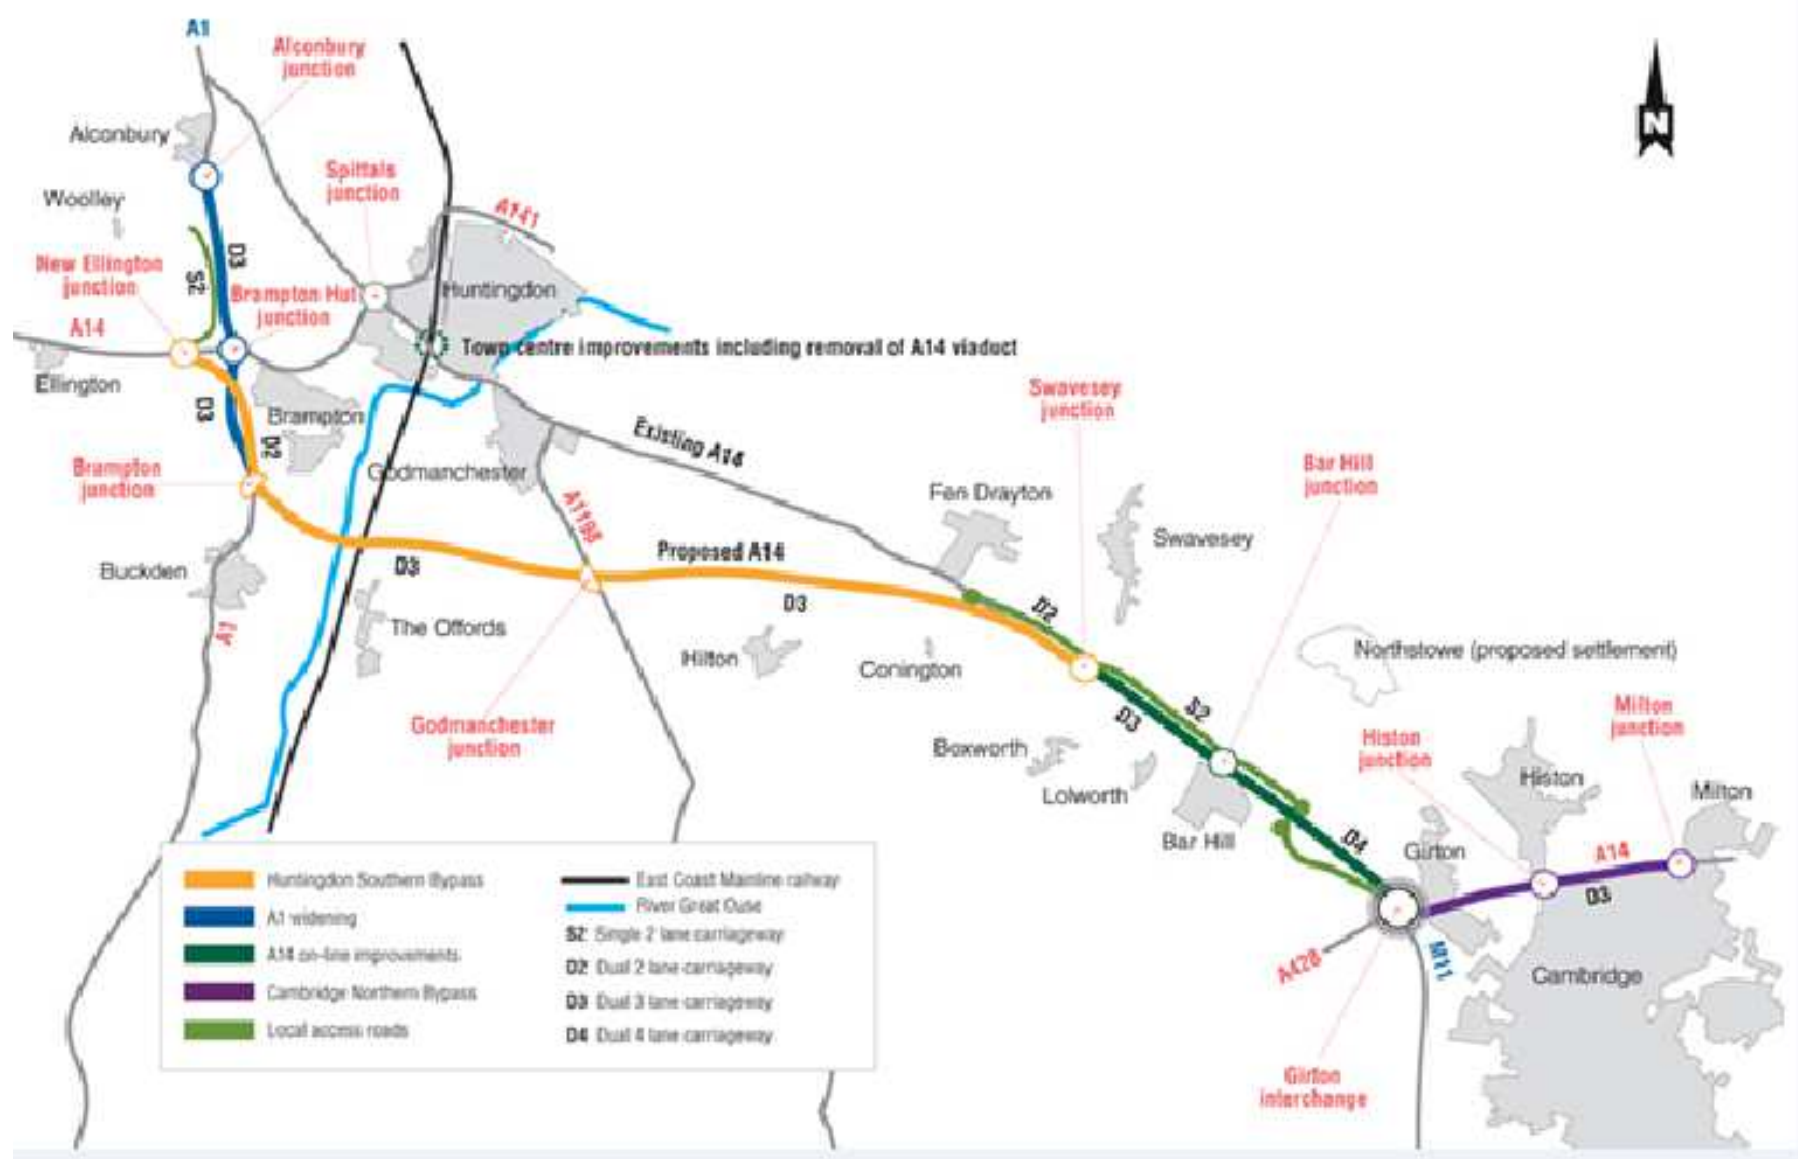 A1
Alconbury
junction
Alconbury
N
Spittals
junction
Woolley
A141
D3
New Ellington
junction
S2
Brampton Hut
junction
Huntingdon
A14
Town centre improvements including removal of A14 viaduct
Ellington
Swavesey
junction
D3
Brampton
D2
Existing A14
Brampton
junction
Godmanchester
Bar Hill
junction
Fen Drayton
A1198
Swavesey
Proposed A14
Buckden
D3
D3
D2
A1
The Offords
Hilton
Conington
Northstowe (proposed settlement)
Godmanchester
junction
D3
S2
Milton
junction
Boxworth
Histon
junction
Histon
Lolworth
Milton
Bar Hill
D4
Girton
A14
D3
A428
M11
Cambridge
Girton
interchange
Huntingdon Southern Bypass
A1 widening
A14 on-line improvements
Cambridge Northern Bypass
Local access roads
East Coast Mainline railway
River Great Ouse
S2 Single 2 lane carriageway
D2 Dual 2 lane carriageway
D3 Dual 3 lane carriageway
D4 Dual 4 lane carriageway